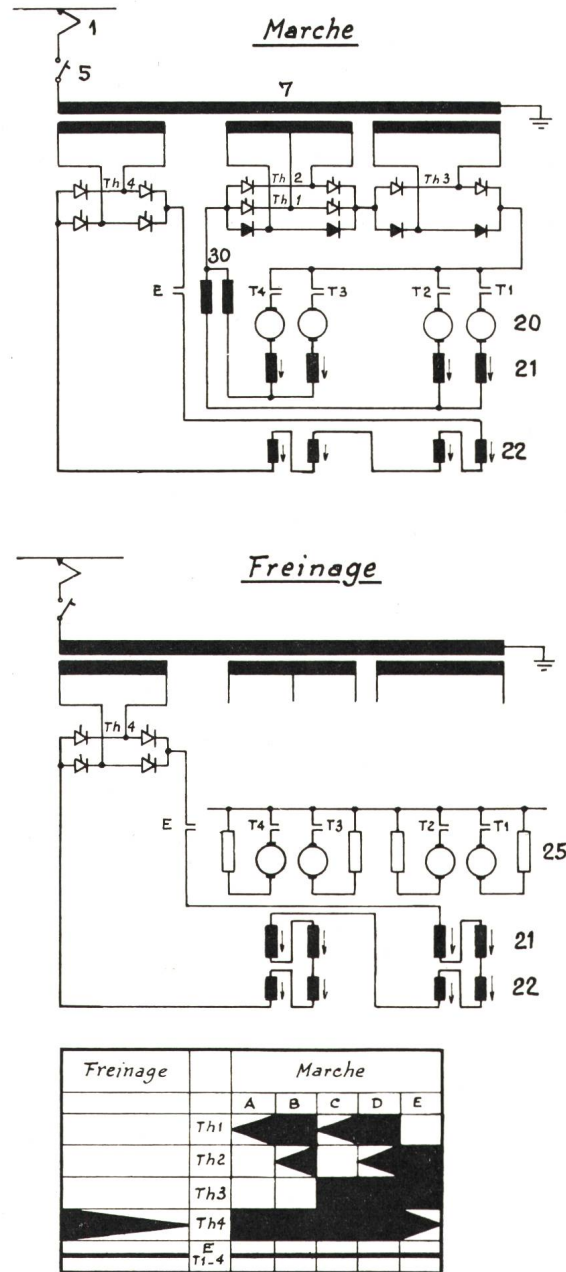 Marche
1
5
7
Th 4
Th 2
Th 1
Th 3
30
E
T4
T3
T2
T1
20
21
22
Freinage
Th 4
E
T4
T3
T2
T1
25
21
22
Freinage Marche
A B C D E
Th1
Th2
Th3
Th4
E
T1-4